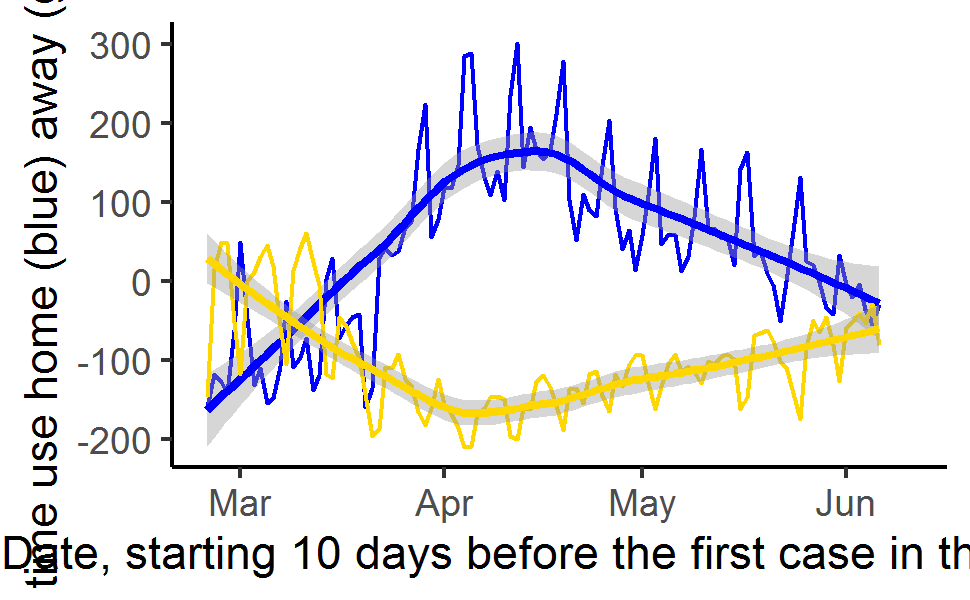 time use home (blue) away (
300
200
100
0
-100
-200
Mar Apr May Jun
Date, starting 10 days before the first case in th